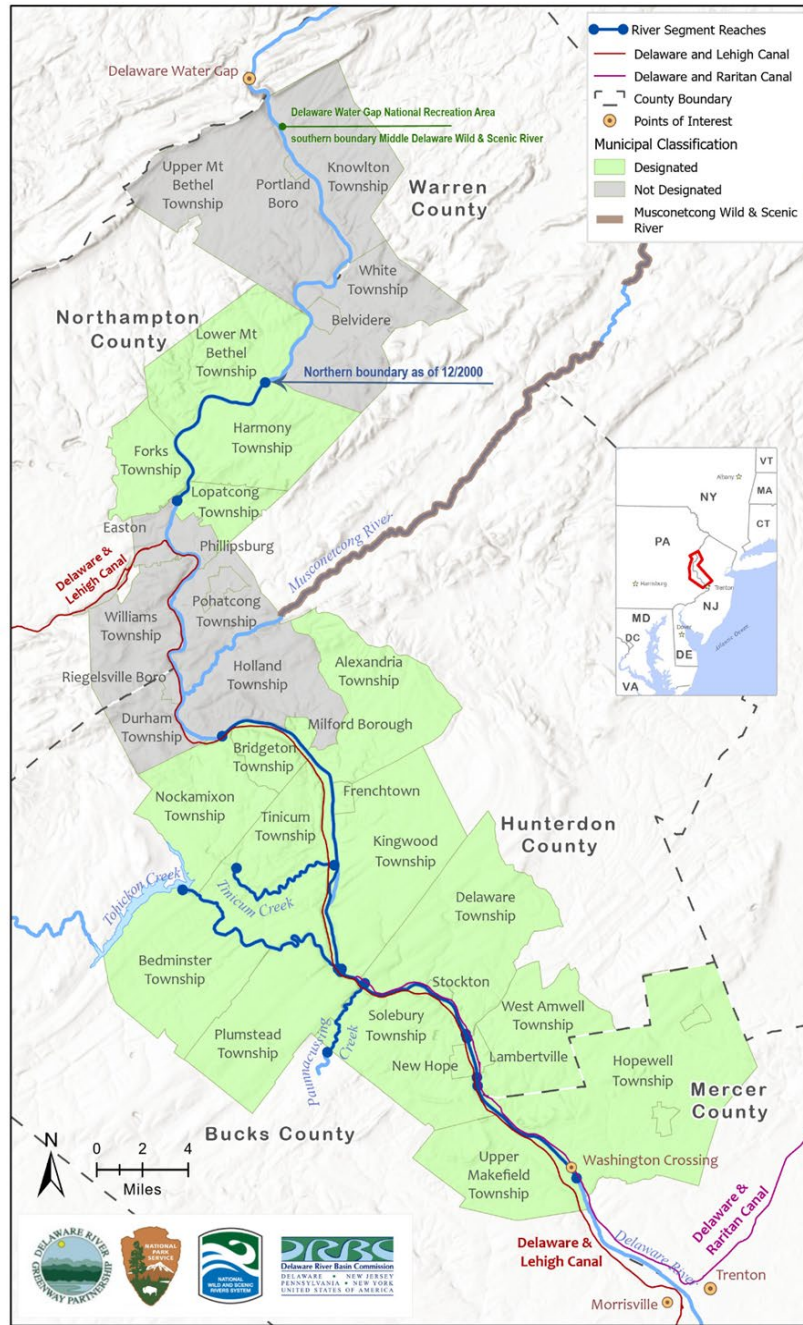 Delaware Water Gap
Delaware Water Gap National Recreation Area
southern boundary Middle Delaware Wild & Scenic River
River Segment Reaches
Delaware and Lehigh Canal
Delaware and Raritan Canal
County Boundary
Points of Interest
Municipal Classification
Designated
Not Designated
Musconetcong Wild & Scenic
River
Upper Mt
Bethel
Township
Portland
Boro
Knowlton
Township
Warren
County
White
Township
Belvidere
Northampton
County
Lower Mt
Bethel
Township
Northern boundary as of 12/2000
Harmony
Township
Forks
Township
Lopatcong
Township
Easton
Phillipsburg
Delaware &
Lehigh Canal
Musconetcong River
Pohatcong
Township
Williams
Township
Riegelsville Boro
Holland
Township
Alexandria
Township
Durham
Township
Milford Borough
Bridgeton
Township
Nockamixon
Township
Tinicum
Township
Frenchtown
Kingwood
Township
Hunterdon
County
Tohickon Creek
Tinicum Creek
Delaware
Township
Bedminster
Township
Stockton
Plumstead
Township
Solebury
Township
West Amwell
Township
Paunnacussing
Creek
New Hope
Lambertville
Hopewell
Township
Mercer
County
Bucks County
Upper
Makefield
Township
Washington Crossing
Delaware &
Lehigh Canal
Delaware River
Delaware &
Raritan Canal
Trenton
Morrisville
N
0 2 4
Miles
VT
Albany
NY
MA
CT
PA
Harrisburg
Trenton
NJ
MD
DC
Dover
DE
VA
Atlantic Ocean
DELAWARE RIVER
GREENWAY PARTNERSHIP
NATIONAL
PARK
SERVICE
NATIONAL
WILD AND SCENIC
RIVERS SYSTEM
DRBC
Delaware River Basin Commission
DELAWARE • NEW JERSEY
PENNSYLVANIA • NEW YORK
UNITED STATES OF AMERICA